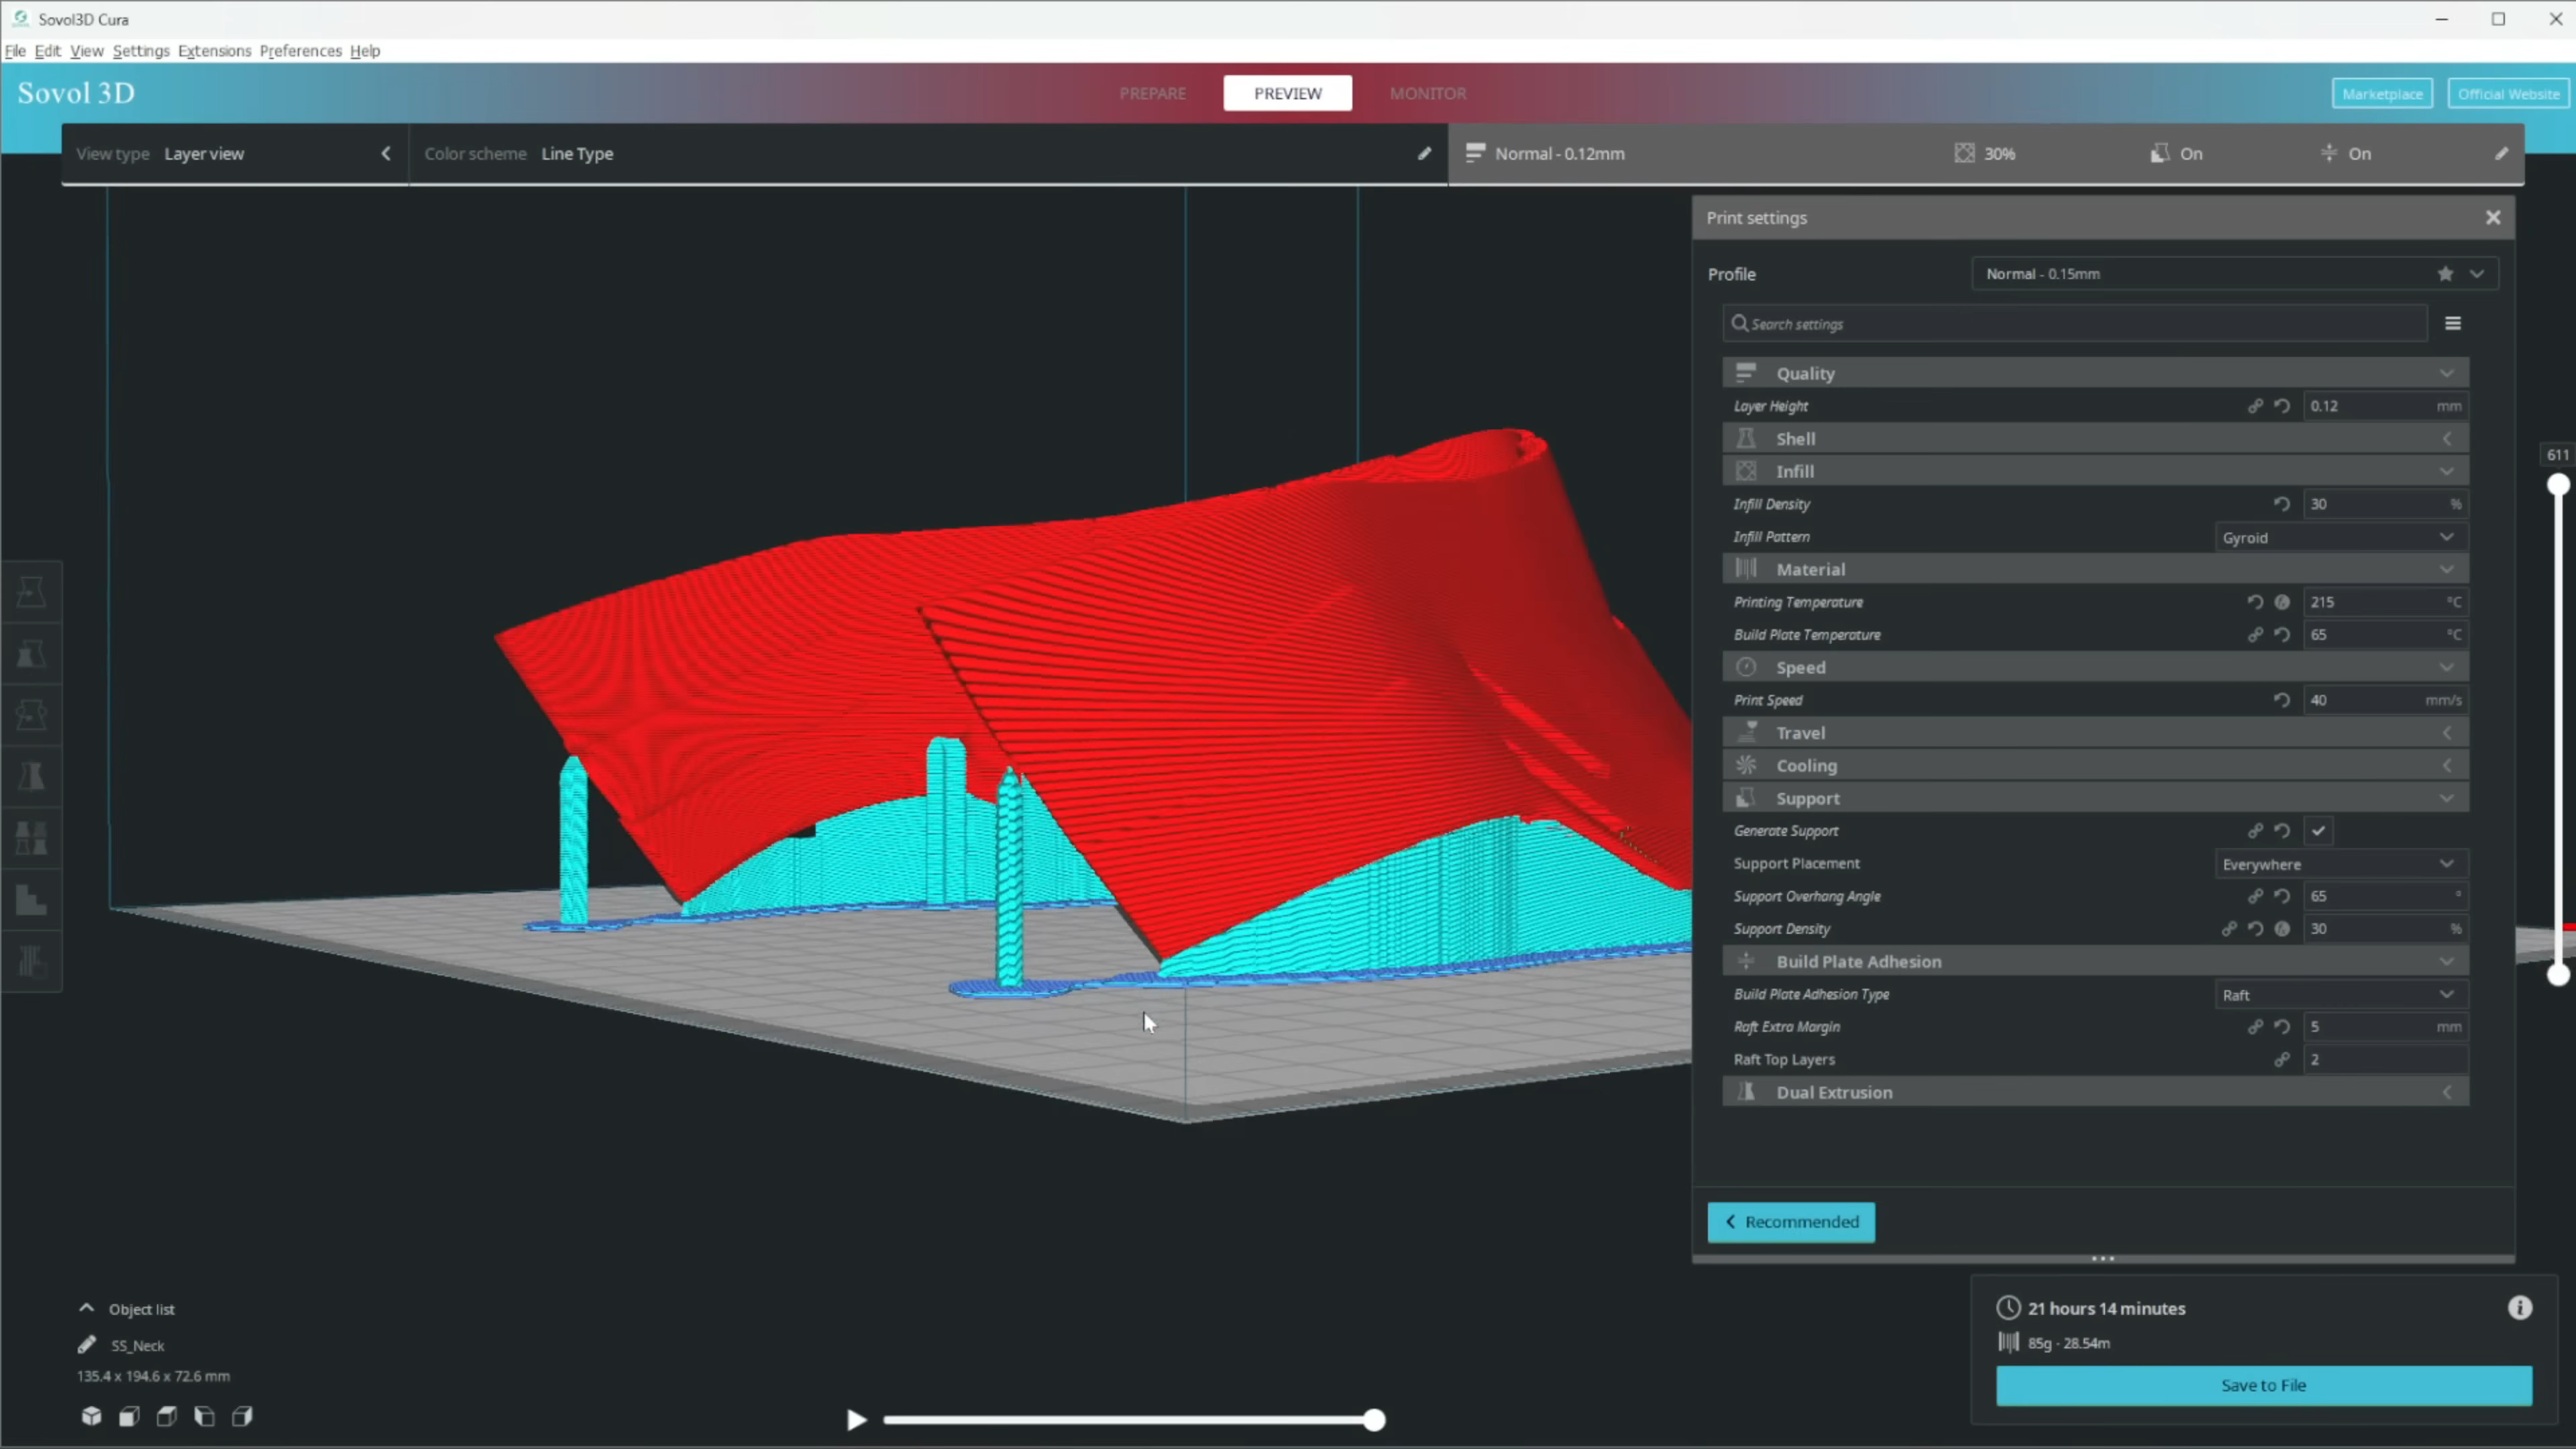 Sovol3D Cura
File Edit View Settings Extensions Preferences Help
Sovol 3D
PREPARE PREVIEW MONITOR
Marketplace Official Website
View type Layer view Color scheme Line Type
Normal - 0.12mm 30% On On
Print settings
Profile Normal - 0.15mm
Search settings
Quality
Layer Height 0.12 mm
Shell
611
Infill
Infill Density 30 %
Infill Pattern Gyroid
Material
Printing Temperature 215 °C
Build Plate Temperature 65 °C
Speed
Print Speed 40 mm/s
Travel
Cooling
Support
Generate Support
Support Placement Everywhere
Support Overhang Angle 65 °
Support Density 30 %
Build Plate Adhesion
Build Plate Adhesion Type Raft
Raft Extra Margin 5 mm
Raft Top Layers 2
Dual Extrusion
Recommended
Object list
SS_Neck
135.4 x 194.6 x 72.6 mm
21 hours 14 minutes
85g · 28.54m
Save to File